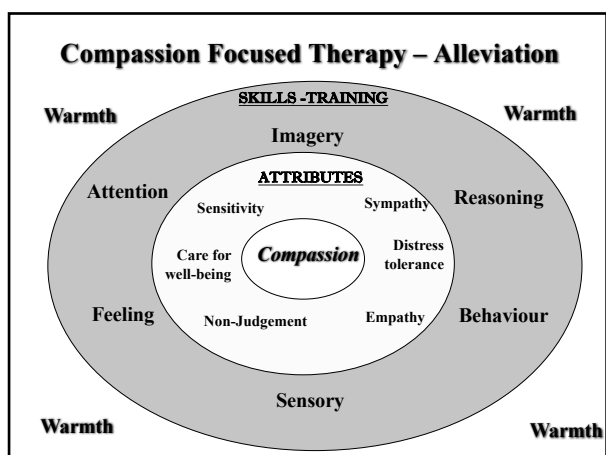 Compassion Focused Therapy – Alleviation
SKILLS -TRAINING
Warmth
Warmth
Imagery
ATTRIBUTES
Attention
Reasoning
Sensitivity
Sympathy
Compassion
Care for
well-being
Distress
tolerance
Feeling
Behaviour
Non-Judgement
Empathy
Sensory
Warmth
Warmth